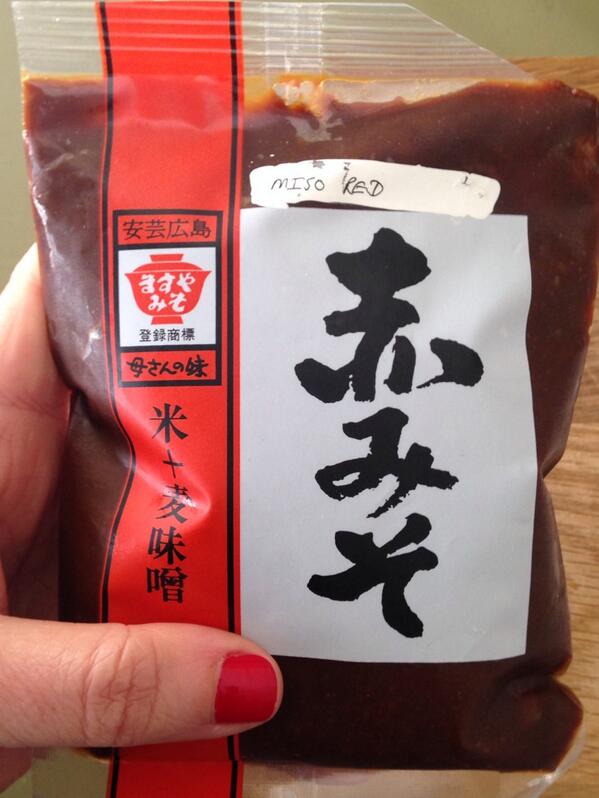 MISO RED
安芸広島
ますや
みそ
登録商標
母さんの味
米+麦味噌
赤みそ